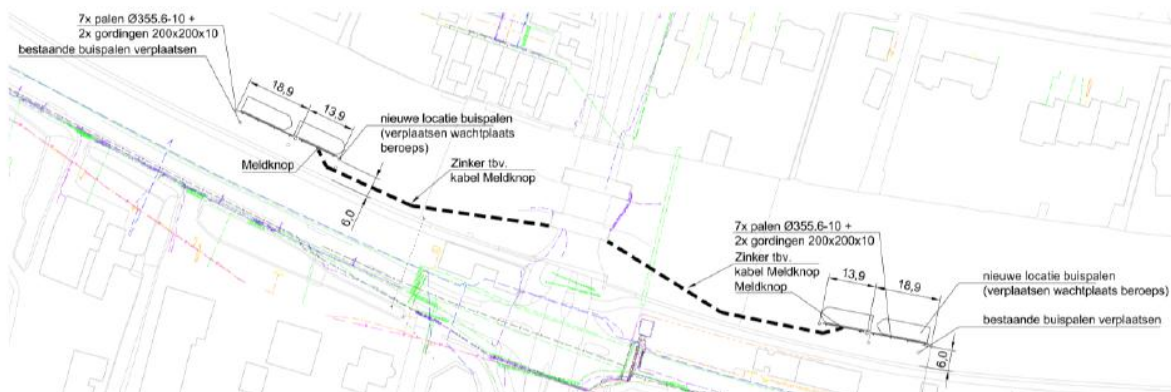 7x palen Ø355.6-10 +
2x gordingen 200x200x10
bestaande buispalen verplaatsen
18,9
13,9
nieuwe locatie buispalen
(verplaatsen wachtplaats
beroeps)
Meldknop
Zinker tbv.
kabel Meldknop
6,0
7x palen Ø355.6-10 +
2x gordingen 200x200x10
Zinker tbv.
kabel Meldknop
Meldknop
13,9
18,9
nieuwe locatie buispalen
(verplaatsen wachtplaats beroeps)
bestaande buispalen verplaatsen
6,0